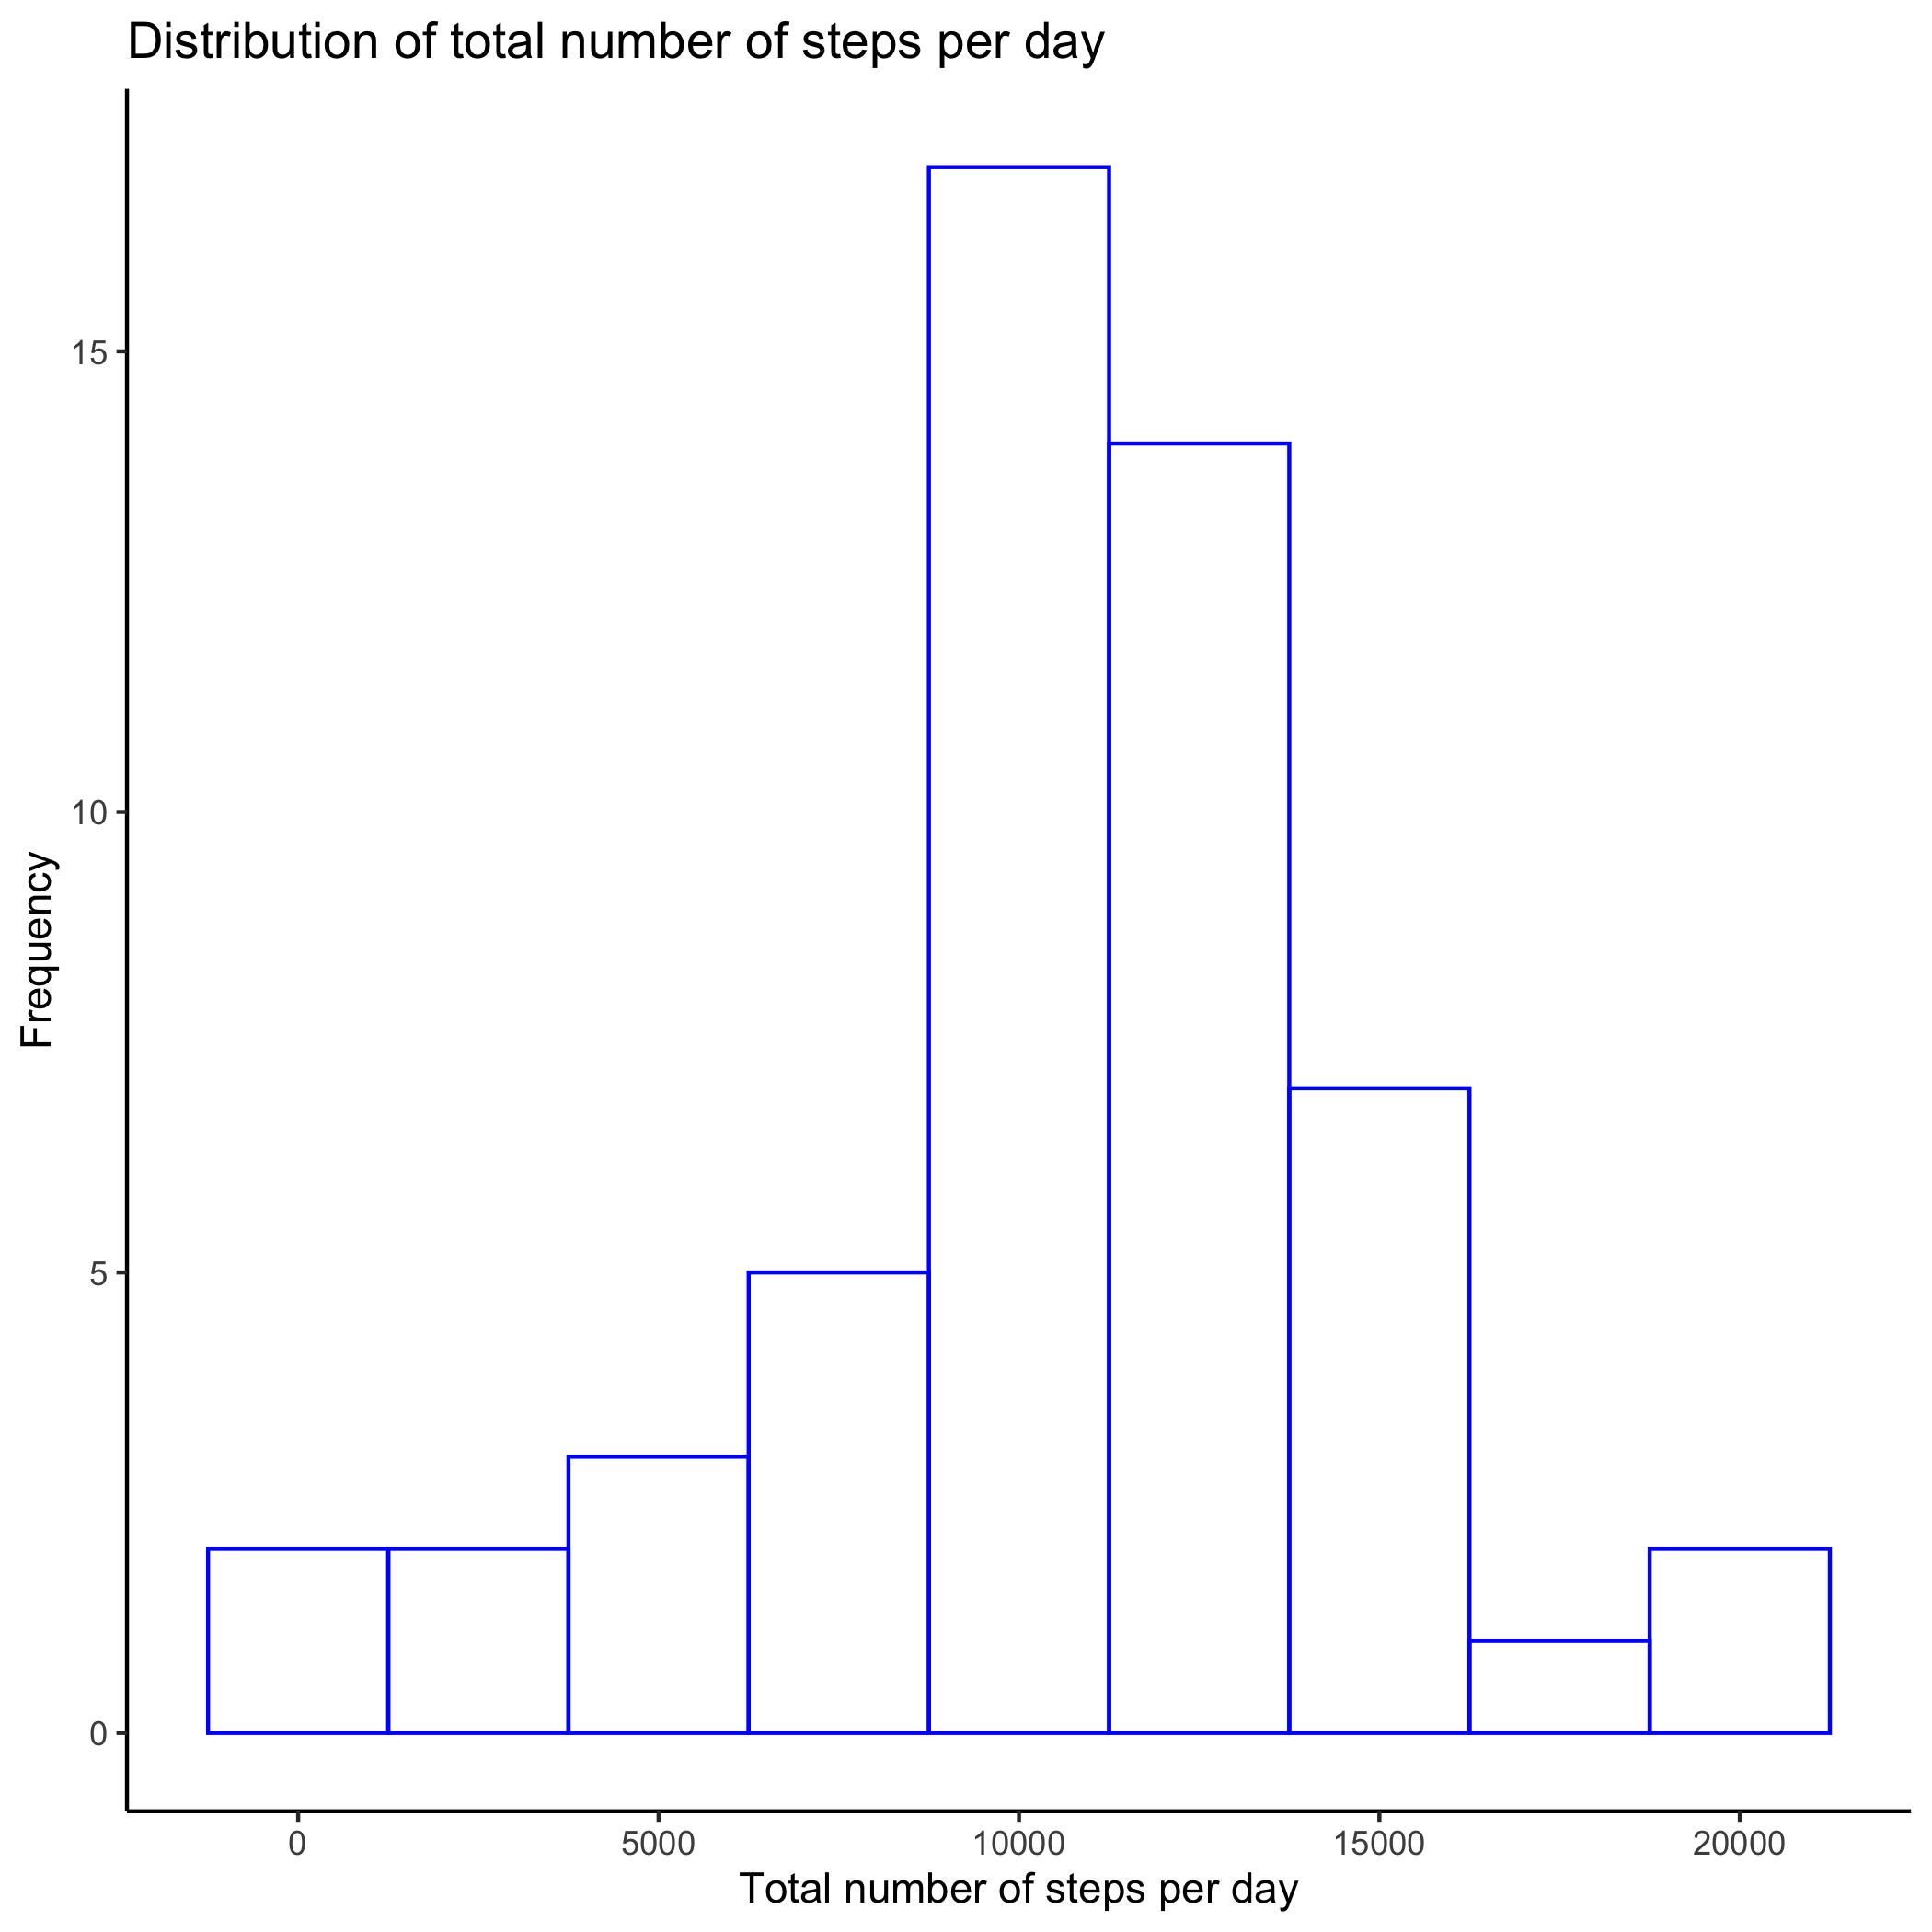 Distribution of total number of steps per day
15
10
5
0
Frequency
0 5000 10000 15000 20000
Total number of steps per day